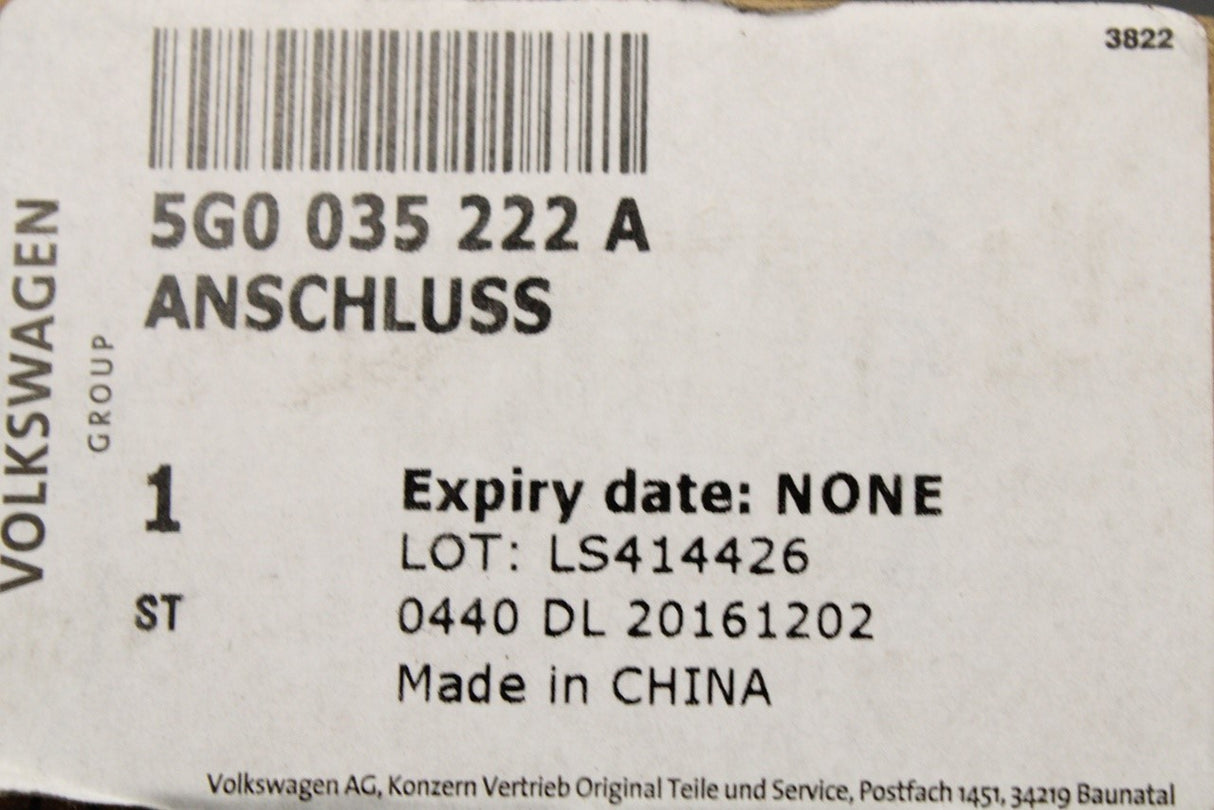 3822
5G0 035 222 A
ANSCHLUSS
VOLKSWAGEN
GROUP
1
ST
Expiry date: NONE
LOT: LS414426
0440 DL 20161202
Made in CHINA
Volkswagen AG, Konzern Vertrieb Original Teile und Service, Postfach 1451, 34219 Baunatal